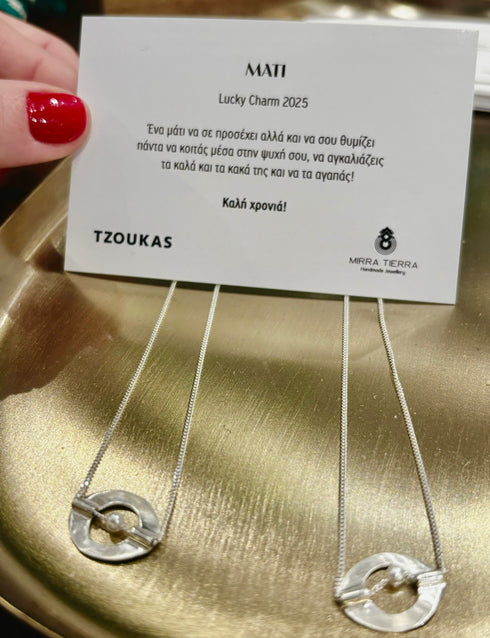 ΜΑΤΙ
Lucky Charm 2025
Ένα μάτι να σε προσέχει αλλά και να σου θυμίζει
πάντα να κοιτάς μέσα στην ψυχή σου, να αγκαλιάζεις
τα καλά και τα κακά της και να τα αγαπάς!
Καλή χρονιά!
TZOUKAS
MIRRA TIERRA
Handmade Jewellery